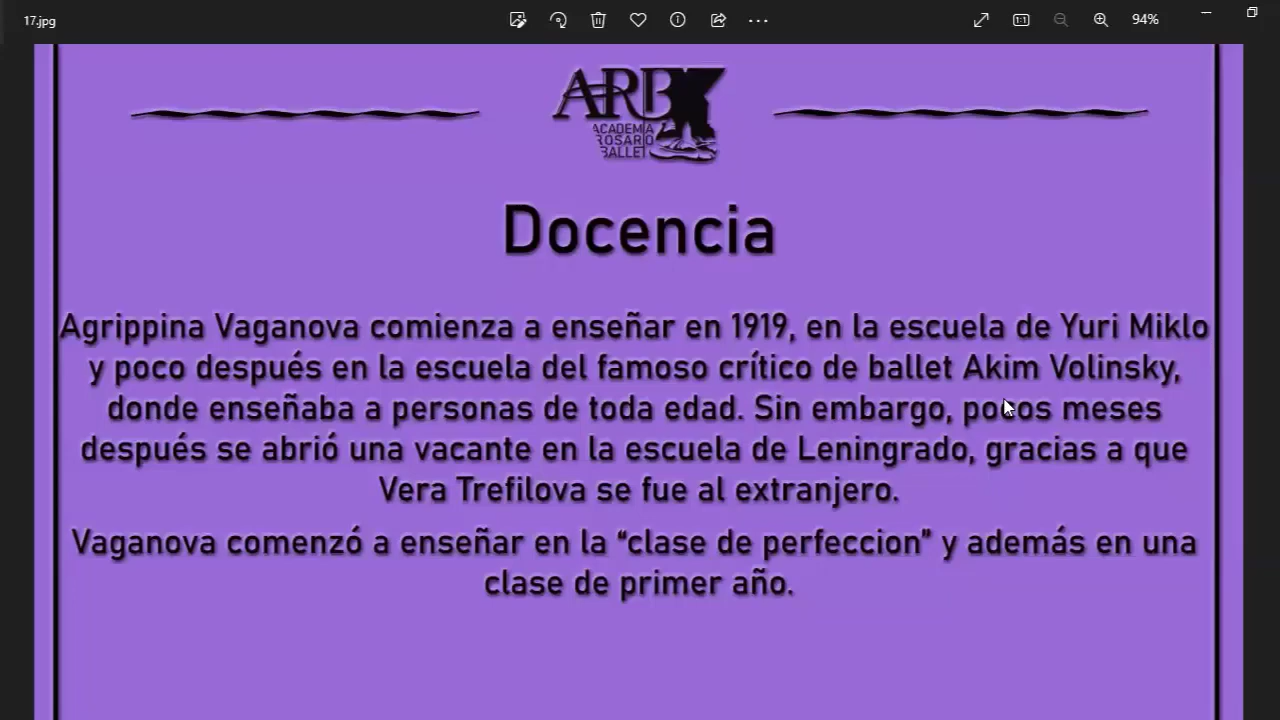 17.jpg
94%
ARB
ACADEMIA
ROSARIO
BALLET
Docencia
Agrippina Vaganova comienza a enseñar en 1919, en la escuela de Yuri Miklo
y poco después en la escuela del famoso crítico de ballet Akim Volinsky,
donde enseñaba a personas de toda edad. Sin embargo, pocos meses
después se abrió una vacante en la escuela de Leningrado, gracias a que
Vera Trefilova se fue al extranjero.
Vaganova comenzó a enseñar en la “clase de perfeccion” y además en una
clase de primer año.